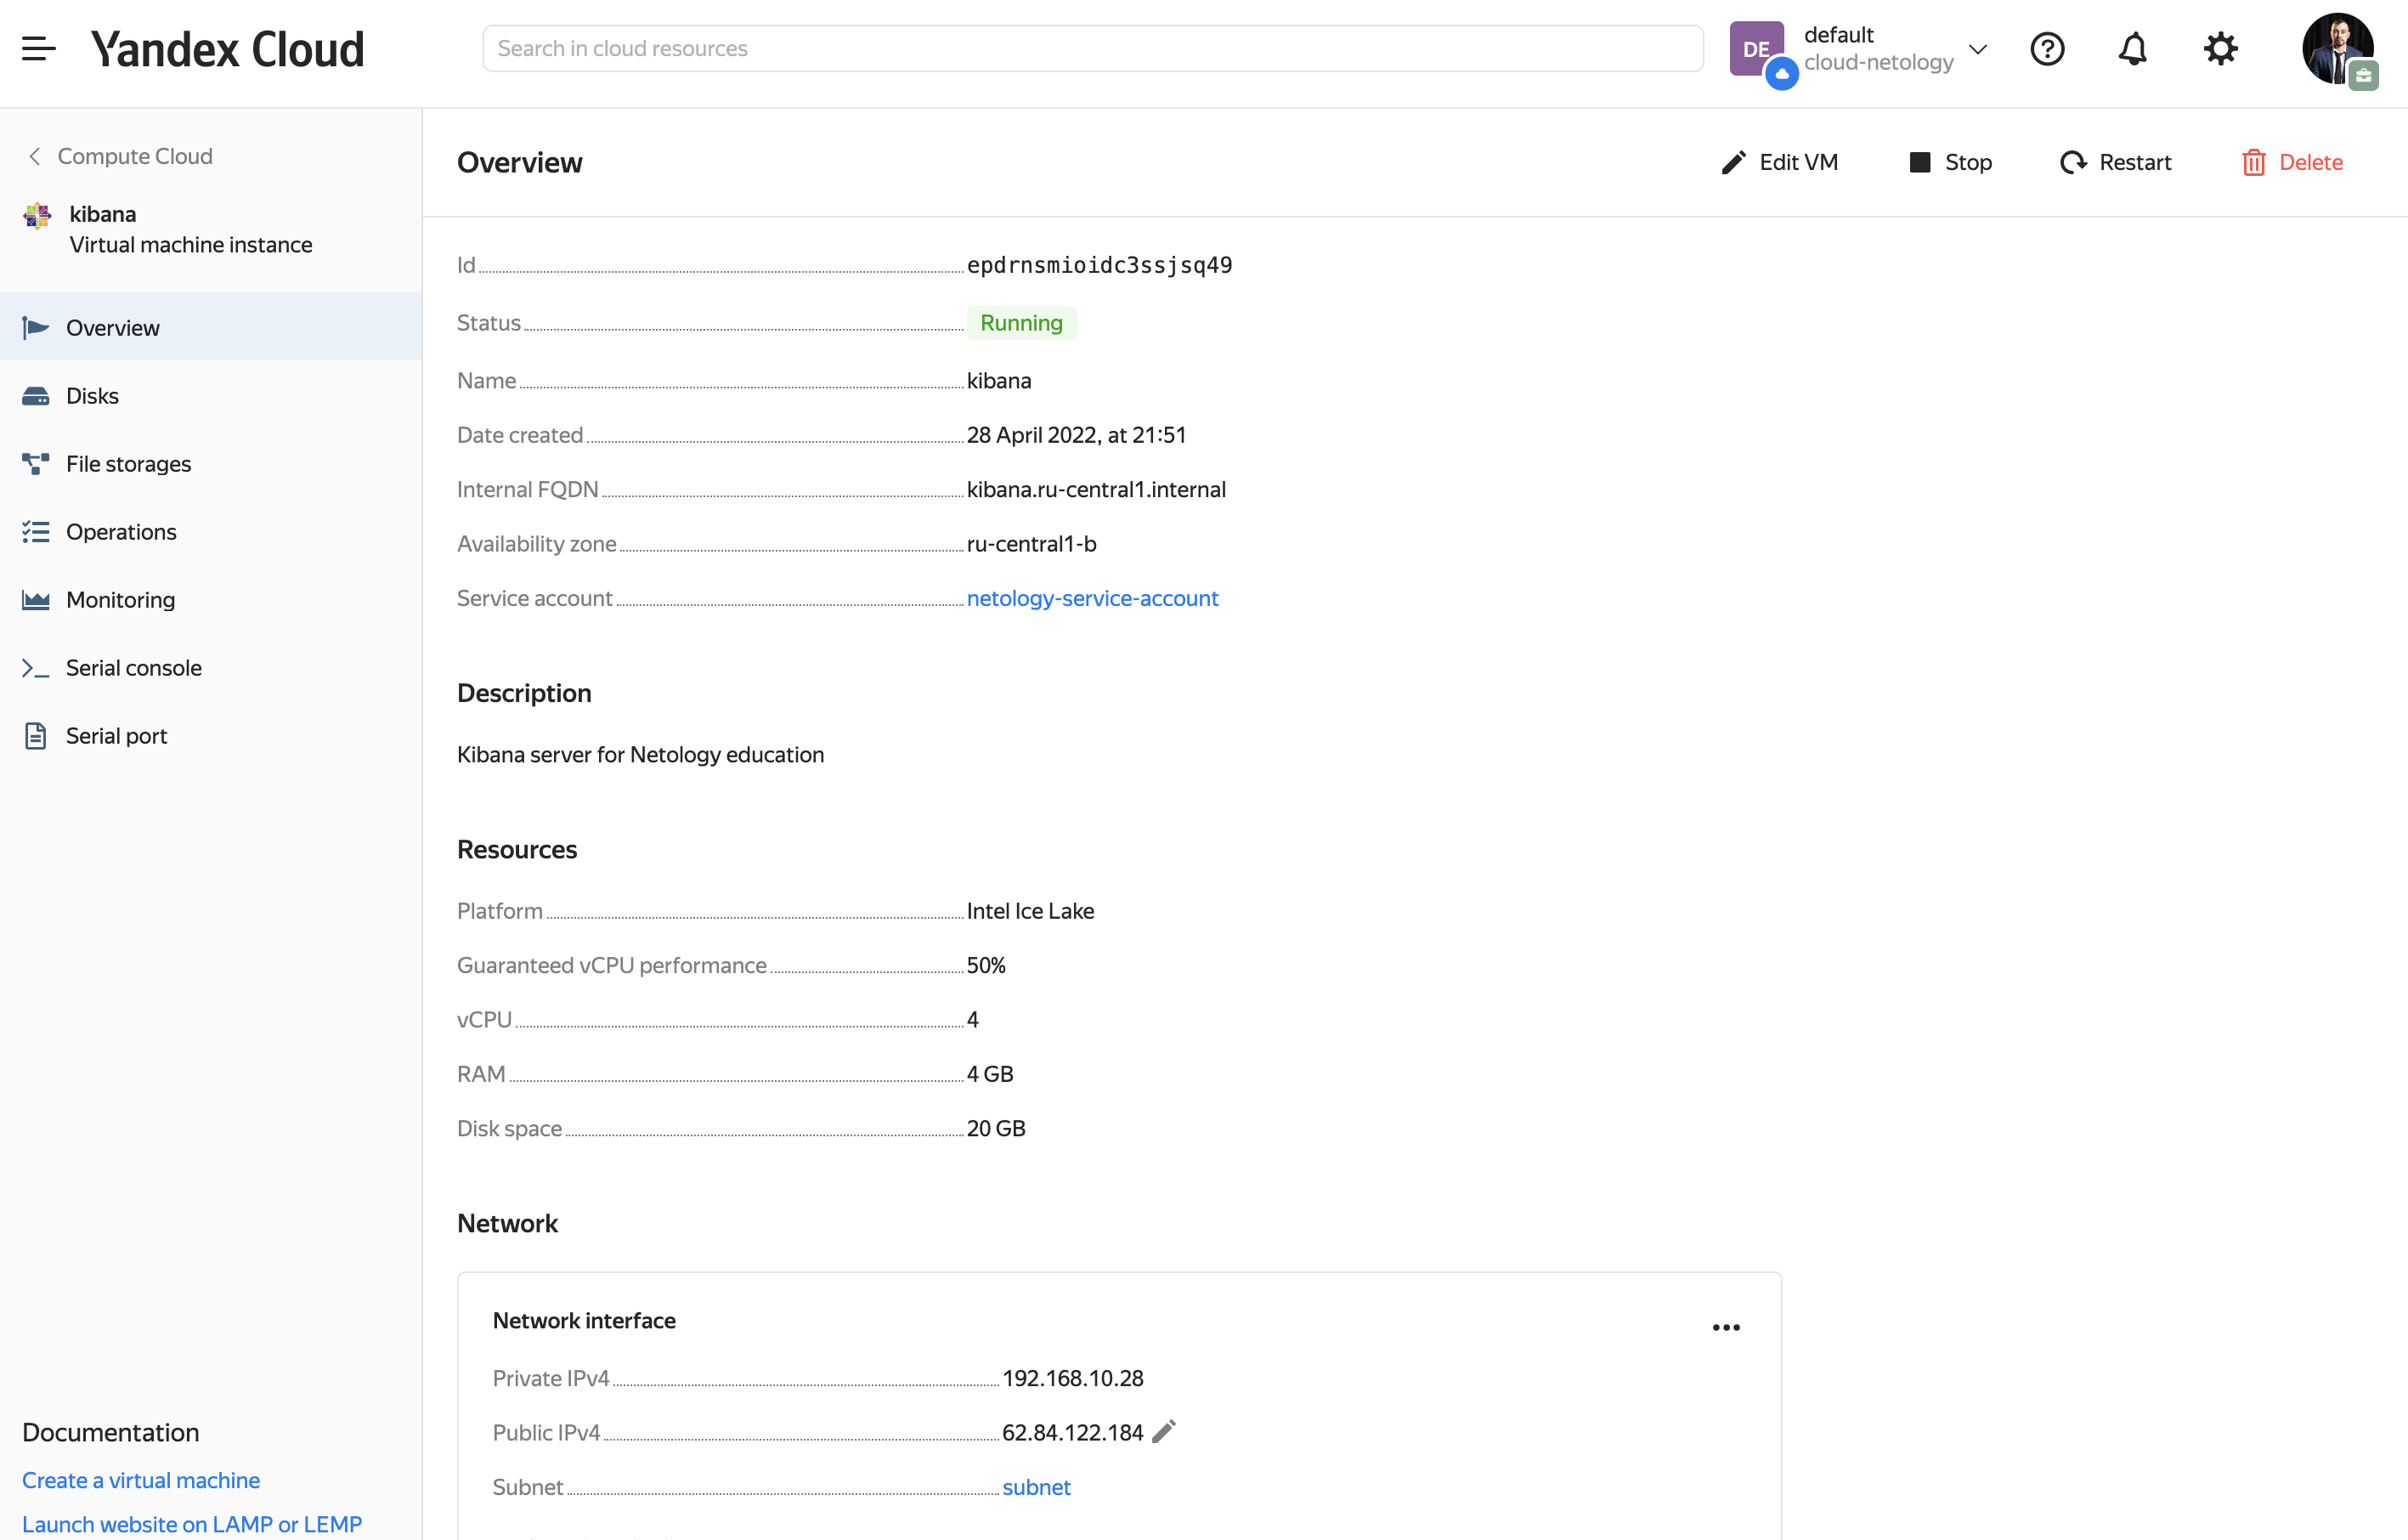 Yandex Cloud
Search in cloud resources
DE
default
cloud-netology
Compute Cloud
kibana
Virtual machine instance
Overview
Disks
File storages
Operations
Monitoring
Serial console
Serial port
Documentation
Create a virtual machine
Launch website on LAMP or LEMP
Overview
Edit VM
Stop
Restart
Delete
Id epdrnsmioidc3ssjsq49
Status Running
Name kibana
Date created 28 April 2022, at 21:51
Internal FQDN kibana.ru-central1.internal
Availability zone ru-central1-b
Service account netology-service-account
Description
Kibana server for Netology education
Resources
Platform Intel Ice Lake
Guaranteed vCPU performance 50%
vCPU 4
RAM 4 GB
Disk space 20 GB
Network
Network interface
Private IPv4 192.168.10.28
Public IPv4 62.84.122.184
Subnet subnet